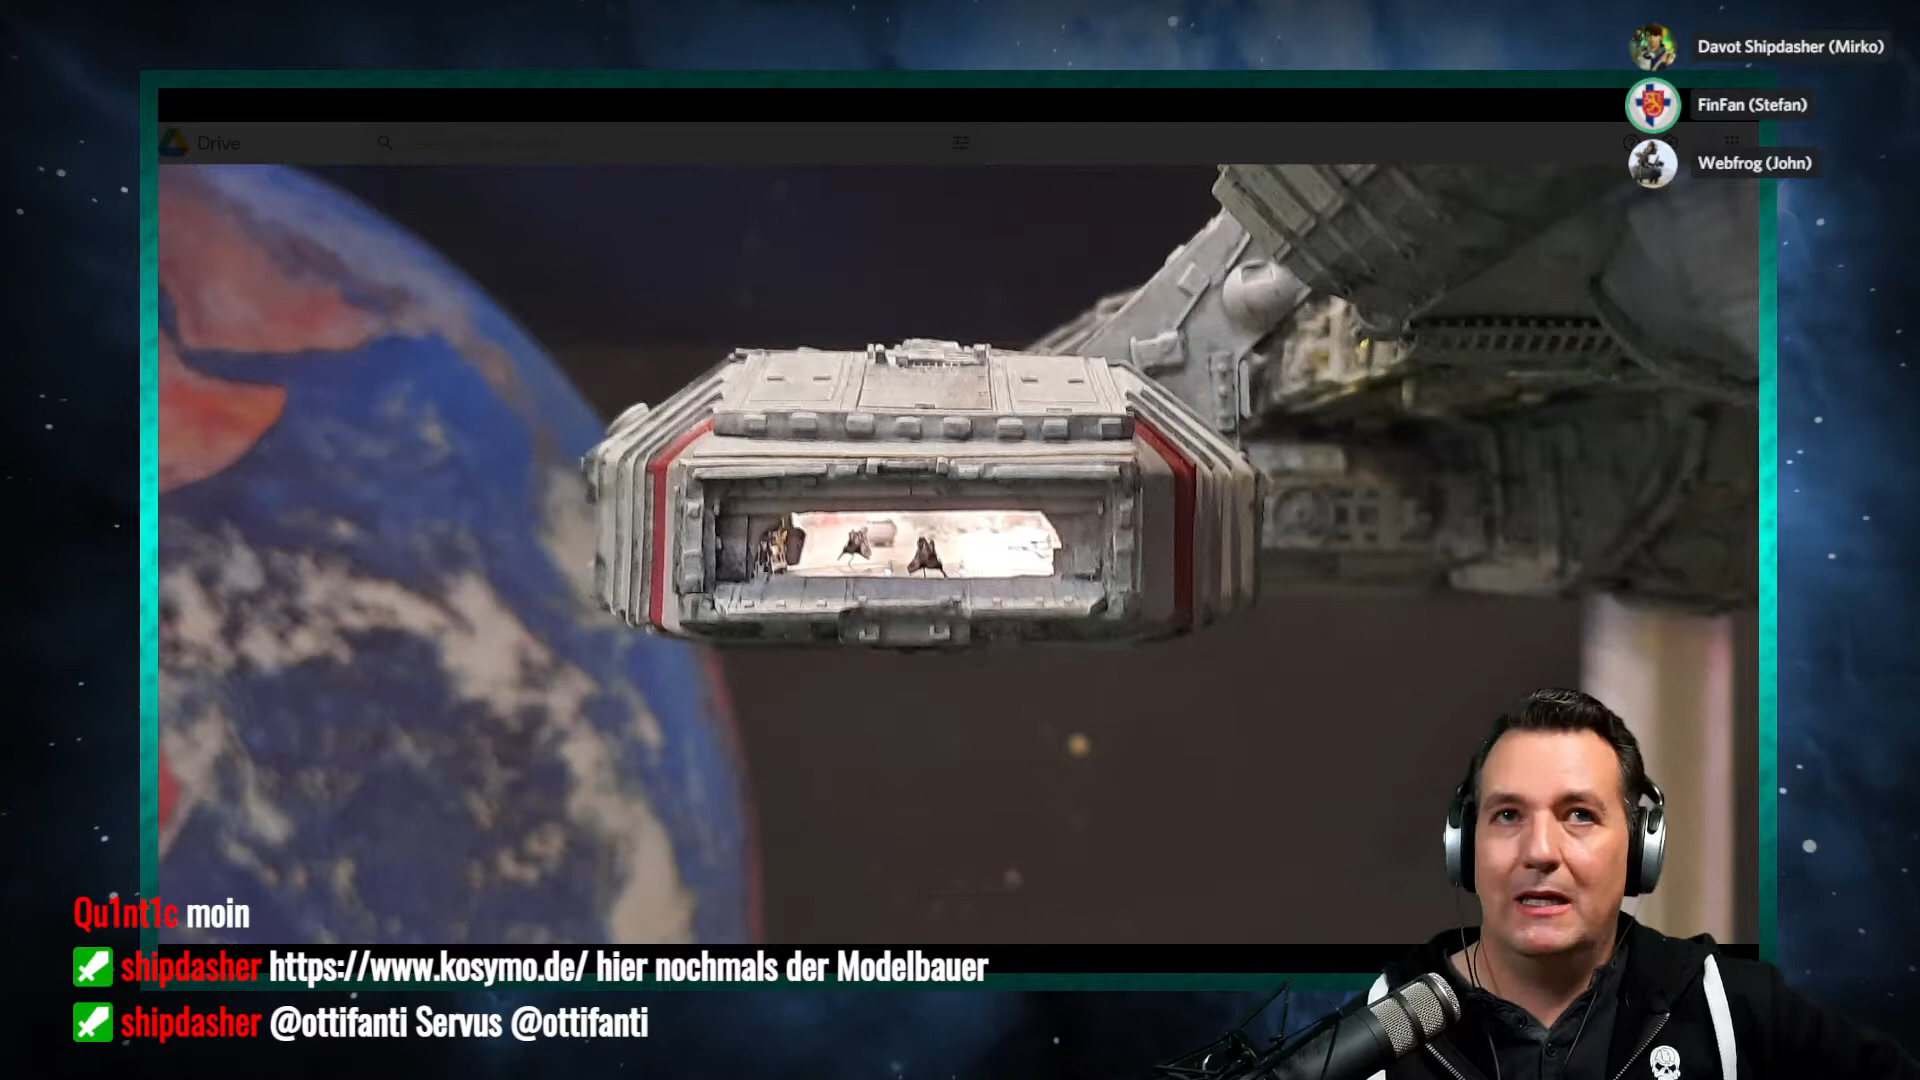 Davot Shipdasher (Mirko)
FinFan (Stefan)
Webfrog (John)
Drive
Qu1nt1c moin
shipdasher https://www.kosymo.de/ hier nochmals der Modelbauer
shipdasher @ottifanti Servus @ottifanti